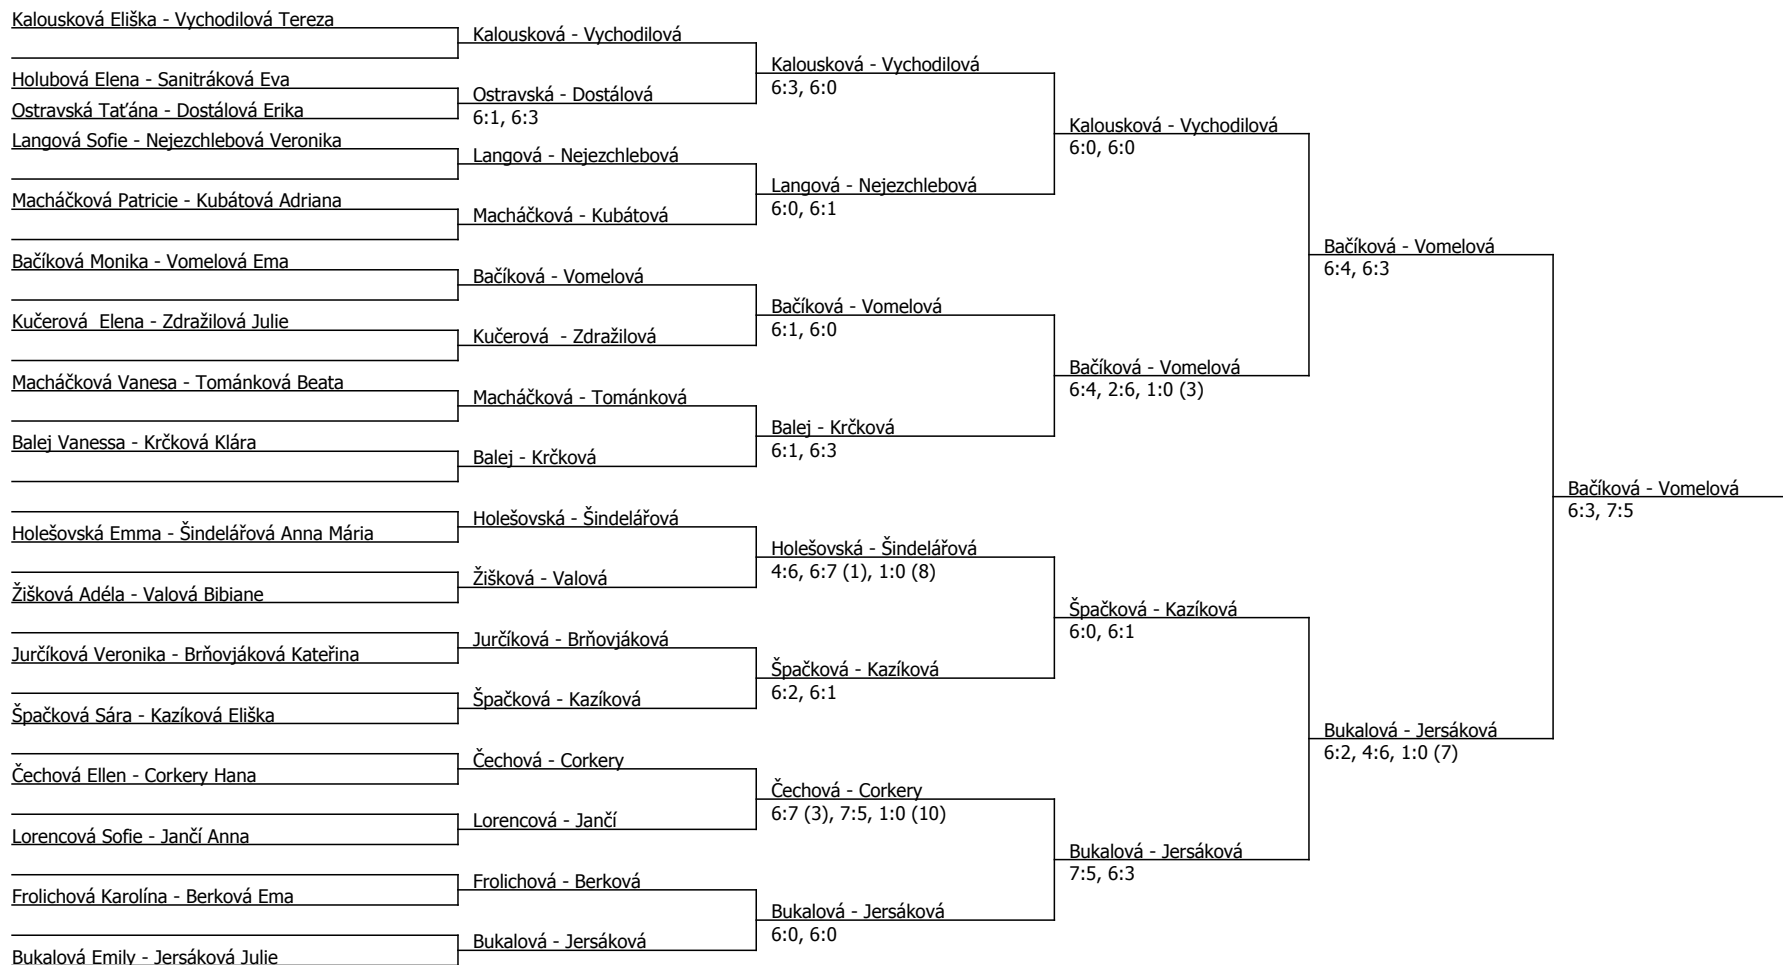 Kalousková Eliška - Vychodilová Tereza
Holubová Elena - Sanitráková Eva
Ostravská Taťána - Dostálová Erika
Langová Sofie - Nejezchlebová Veronika
Macháčková Patricie - Kubátová Adriana
Bačíková Monika - Vomelová Ema
Kučerová  Elena - Zdražilová Julie
Macháčková Vanesa - Tománková Beata
Balej Vanessa - Krčková Klára
Holešovská Emma - Šindelářová Anna Mária
Žišková Adéla - Valová Bibiane
Jurčíková Veronika - Brňovjáková Kateřina
Špačková Sára - Kazíková Eliška
Čechová Ellen - Corkery Hana
Lorencová Sofie - Jančí Anna
Frolichová Karolína - Berková Ema
Bukalová Emily - Jersáková Julie
Kalousková - Vychodilová
Ostravská - Dostálová
6:1, 6:3
Langová - Nejezchlebová
Macháčková - Kubátová
Bačíková - Vomelová
Kučerová  - Zdražilová
Macháčková - Tománková
Balej - Krčková
Holešovská - Šindelářová
Žišková - Valová
Jurčíková - Brňovjáková
Špačková - Kazíková
Čechová - Corkery
Lorencová - Jančí
Frolichová - Berková
Bukalová - Jersáková
Kalousková - Vychodilová
6:3, 6:0
Langová - Nejezchlebová
6:0, 6:1
Bačíková - Vomelová
6:1, 6:0
Balej - Krčková
6:1, 6:3
Holešovská - Šindelářová
4:6, 6:7 (1), 1:0 (8)
Špačková - Kazíková
6:2, 6:1
Čechová - Corkery
6:7 (3), 7:5, 1:0 (10)
Bukalová - Jersáková
6:0, 6:0
Kalousková - Vychodilová
6:0, 6:0
Bačíková - Vomelová
6:4, 2:6, 1:0 (3)
Špačková - Kazíková
6:0, 6:1
Bukalová - Jersáková
7:5, 6:3
Bačíková - Vomelová
6:4, 6:3
Bukalová - Jersáková
6:2, 4:6, 1:0 (7)
Bačíková - Vomelová
6:3, 7:5